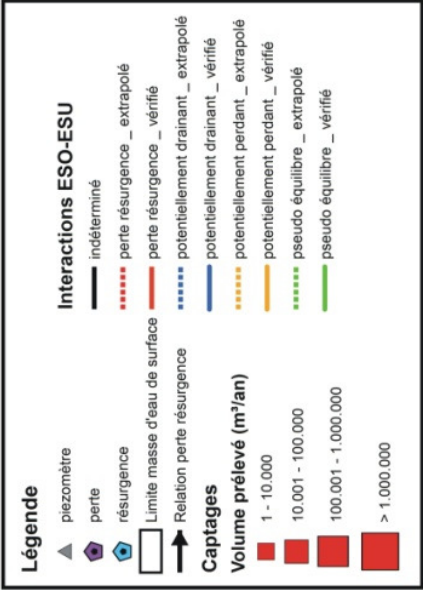 Légende
piezomètre
perte
résurgence
Limite masse d'eau de surface
Relation perte résurgence
Captages
Volume prélevé (m³/an)
1 - 10.000
10.001 - 100.000
100.001 - 1.000.000
> 1.000.000
Interactions ESO-ESU
indéterminé
perte résurgence _ extrapolé
perte résurgence _ vérifié
potentiellement drainant _ extrapolé
potentiellement drainant _ vérifié
potentiellement perdant _ extrapolé
potentiellement perdant _ vérifié
pseudo équilibre _ extrapolé
pseudo équilibre _ vérifié